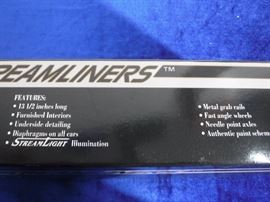 REAMLINERS™
FEATURES:
• 13 1/2 inches long
• Furnished Interiors
• Underside detailing
• Diaphragms on all cars
• STREAMLIGHT Illumination
• Metal grab rails
• Fast angle wheels
• Needle point axles
• Authentic paint schem